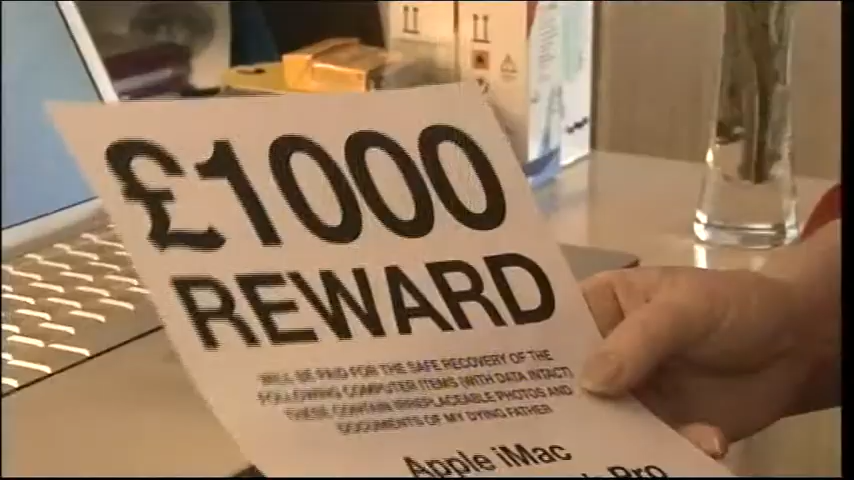 £1000
REWARD
WILL BE PAID FOR THE SAFE RECOVERY OF THE
FOLLOWING COMPUTER ITEMS (WITH DATA INTACT)
THESE CONTAIN IRREPLACEABLE PHOTOS AND
DOCUMENTS OF MY DYING FATHER
Apple iMac
Pro